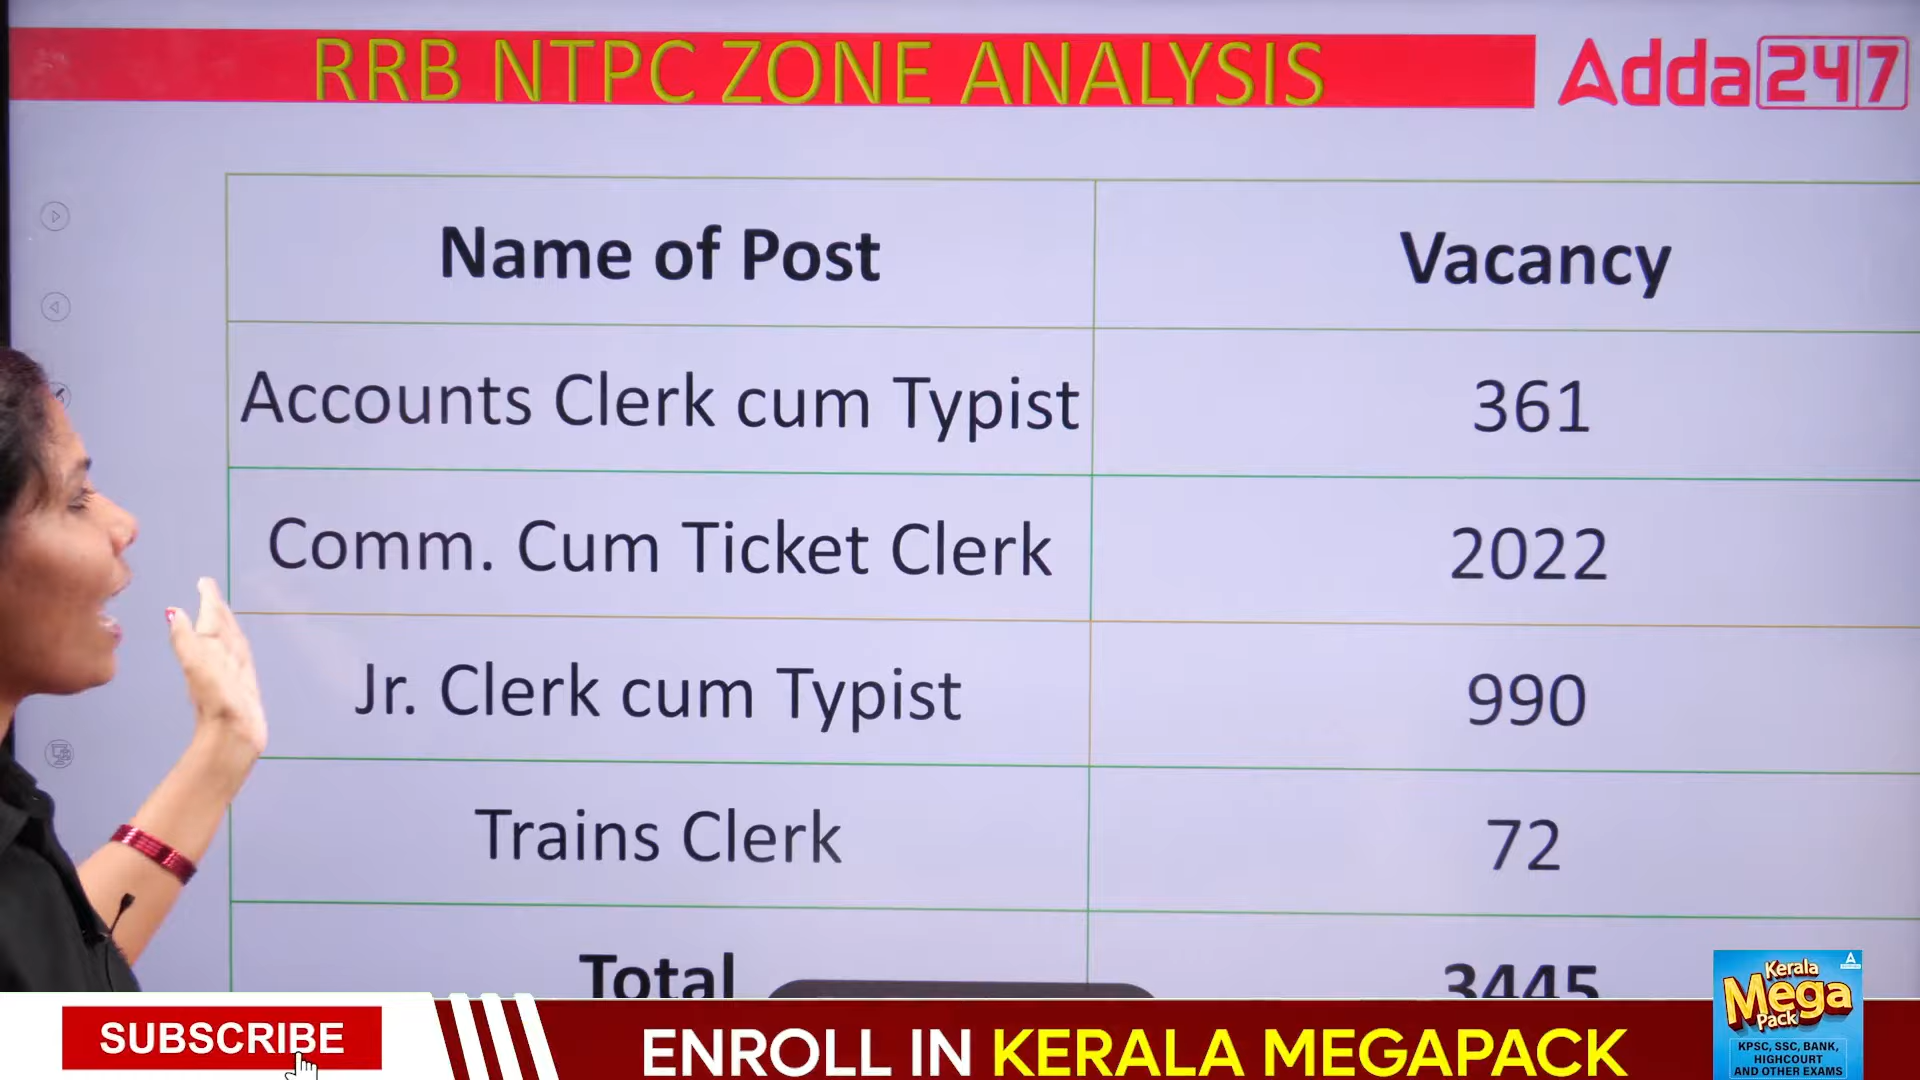 RRB NTPC ZONE ANALYSIS
Adda247
Name of Post Vacancy
Accounts Clerk cum Typist 361
Comm. Cum Ticket Clerk 2022
Jr. Clerk cum Typist 990
Trains Clerk 72
Total 3445
SUBSCRIBE
ENROLL IN KERALA MEGAPACK
Kerala
Mega
Pack
KPSC, SSC, BANK,
HIGHCOURT
AND OTHER EXAMS